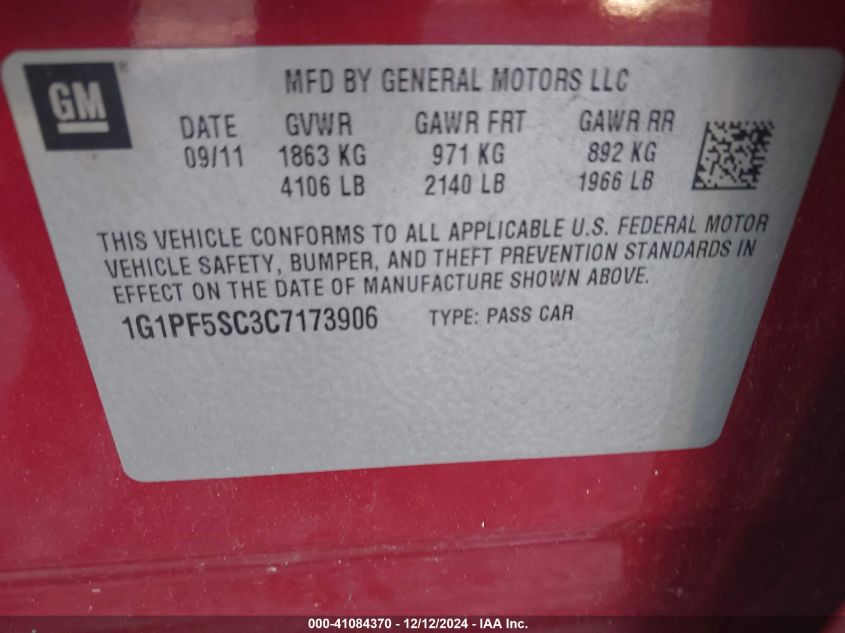 GM®
MFD BY GENERAL MOTORS LLC
DATE GVWR GAWR FRT GAWR RR
09/11 1863 KG 971 KG 892 KG
4106 LB 2140 LB 1966 LB
THIS VEHICLE CONFORMS TO ALL APPLICABLE U.S. FEDERAL MOTOR
VEHICLE SAFETY, BUMPER, AND THEFT PREVENTION STANDARDS IN
EFFECT ON THE DATE OF MANUFACTURE SHOWN ABOVE.
1G1PF5SC3C7173906 TYPE: PASS CAR
000-41084370 - 12/12/2024 - IAA Inc.